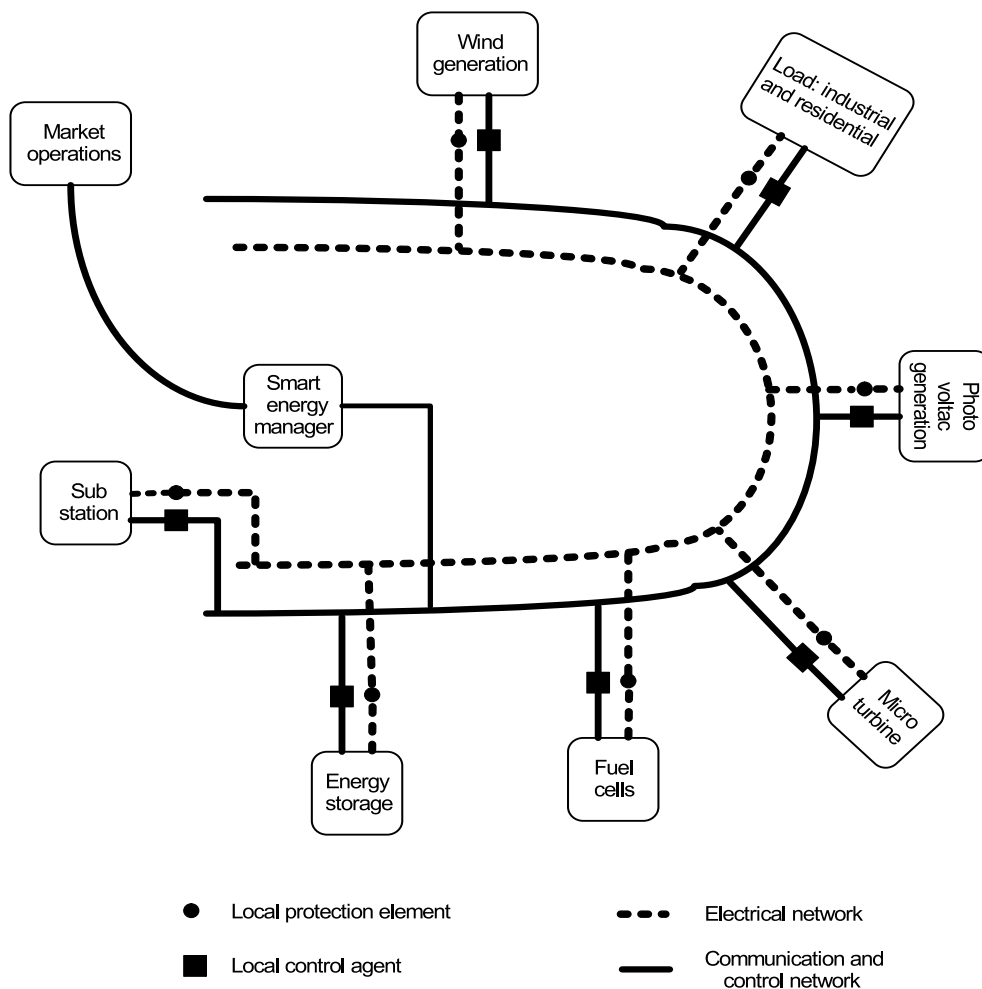 Wind
generation
Load: industrial
and residential
Market
operations
Smart
energy
manager
Photo
voltac
generation
Sub
station
Micro
turbine
Energy
storage
Fuel
cells
Local protection element
Electrical network
Local control agent
Communication and
control network